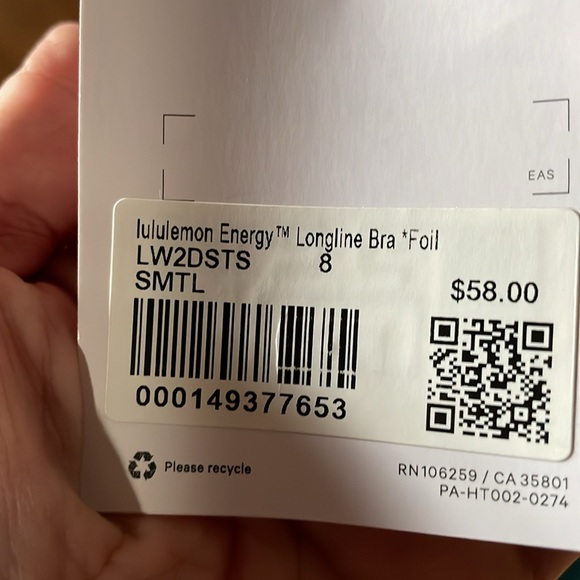 EAS
lululemon Energy™ Longline Bra *Foil
LW2DSTS 8
SMTL
$58.00
000149377653
Please recycle
RN106259 / CA 35801
PA-HT002-0274